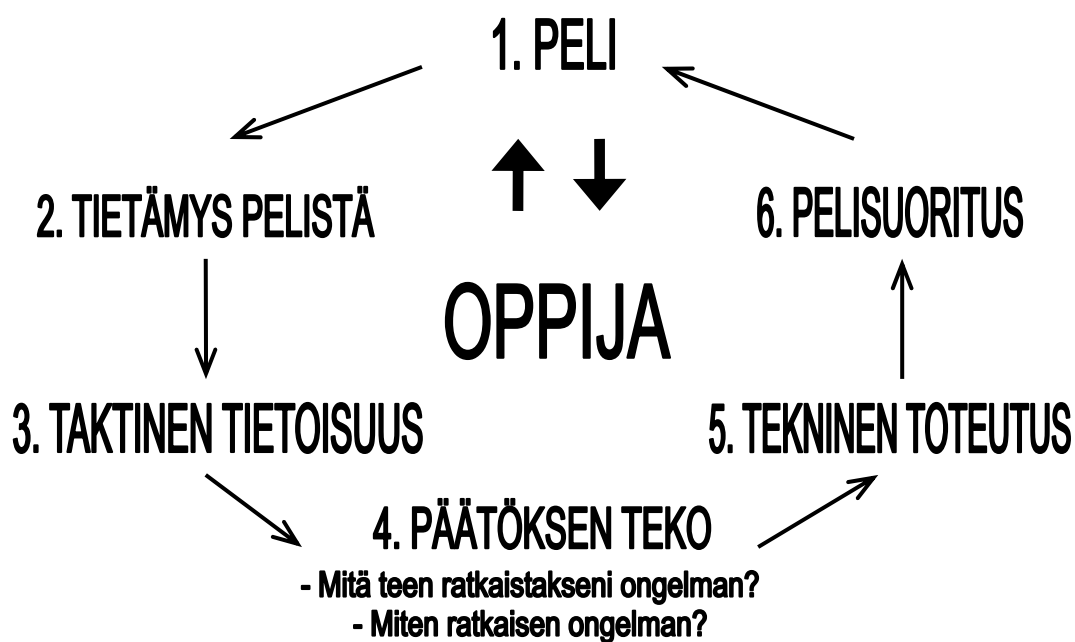 1. PELI
2. TIETÄMYS PELISTÄ
6. PELISUORITUS
OPPIJA
3. TAKTINEN TIETOISUUS
5. TEKNINEN TOTEUTUS
4. PÄÄTÖKSEN TEKO
- Mitä teen ratkaistakseni ongelman?
- Miten ratkaisen ongelman?